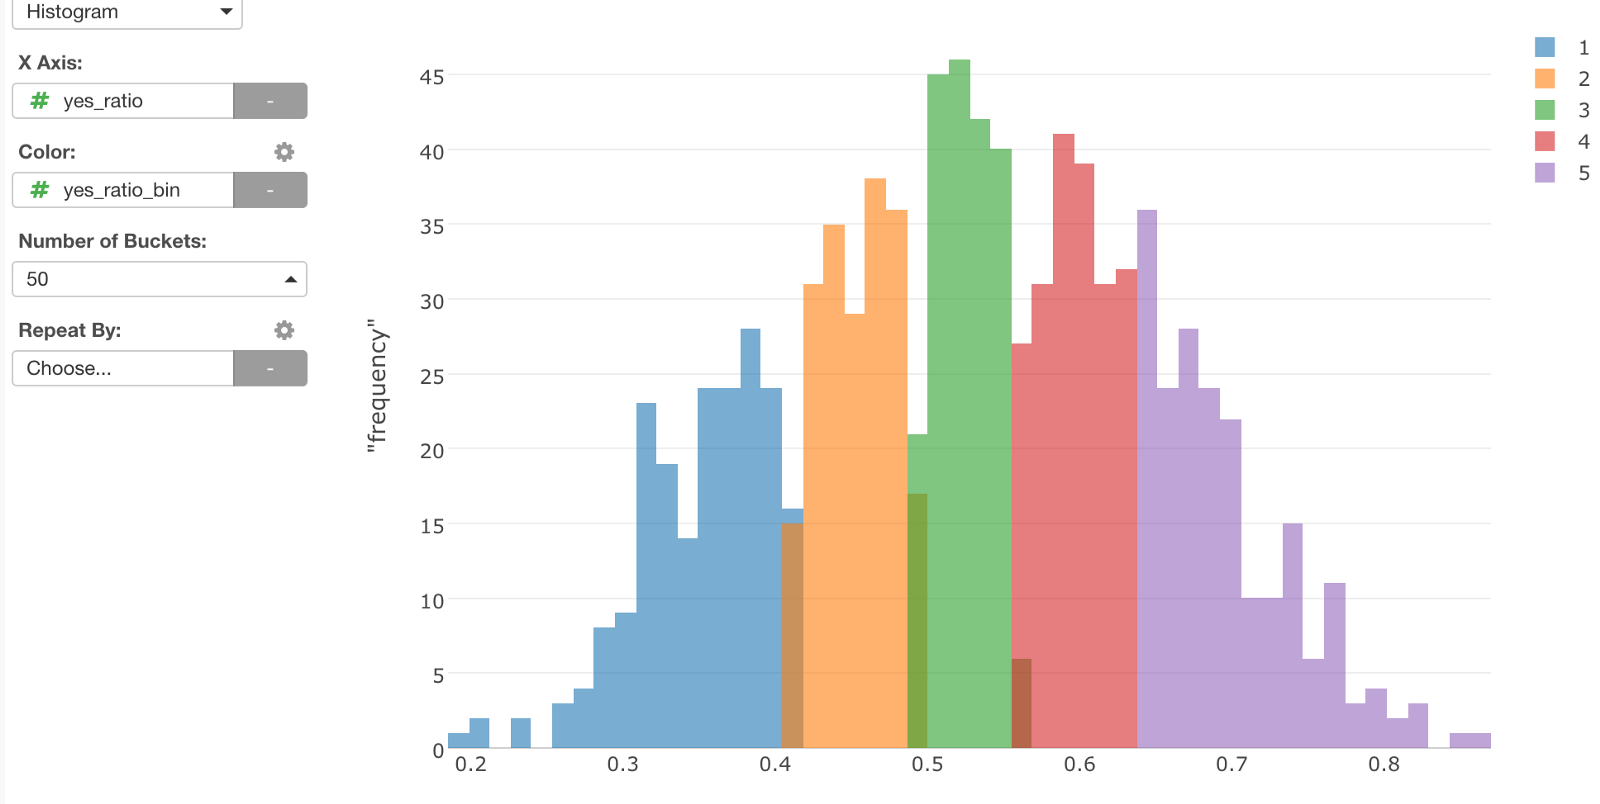 Histogram
X Axis:
# yes_ratio -
Color:
# yes_ratio_bin -
Number of Buckets:
50
Repeat By:
Choose... -
"frequency"
45
40
35
30
25
20
15
10
5
0
0.2 0.3 0.4 0.5 0.6 0.7 0.8
1
2
3
4
5